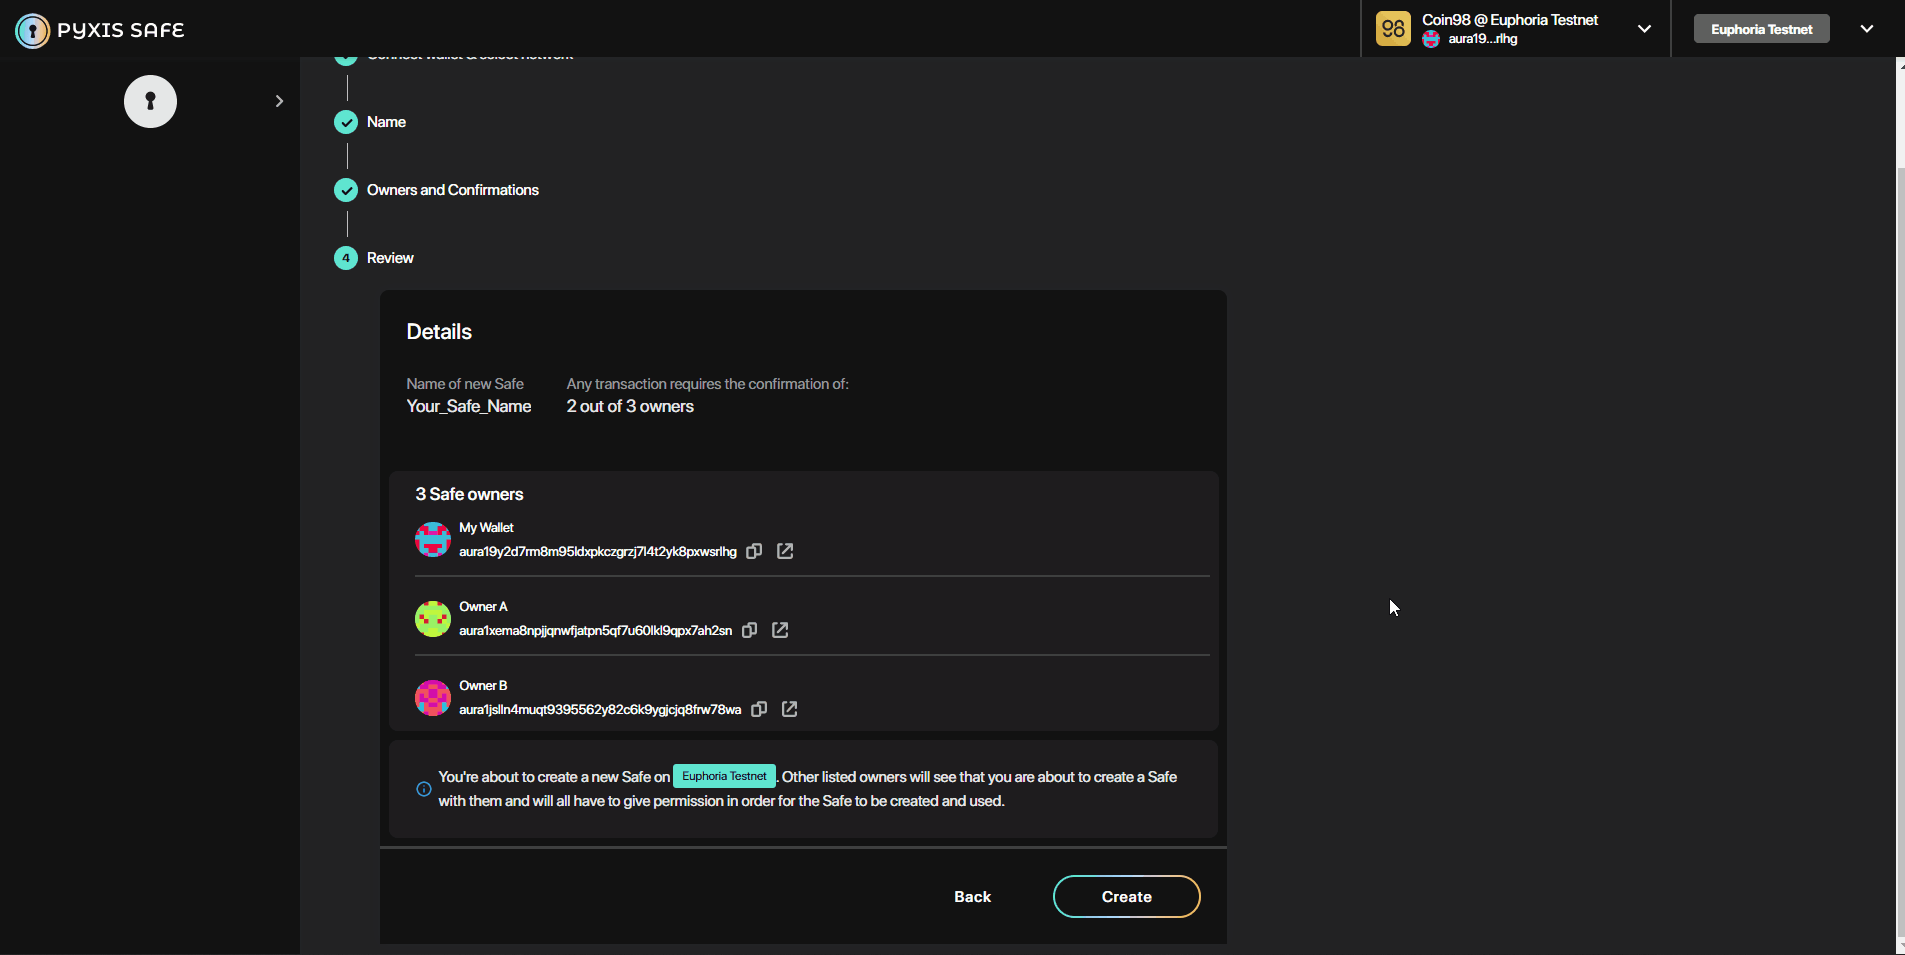 PYXIS SAFE
Coin98 @ Euphoria Testnet
aura19...rlhg
Euphoria Testnet
Connect wallet & select network
Name
Owners and Confirmations
4 Review
Details
Name of new Safe Any transaction requires the confirmation of:
Your_Safe_Name 2 out of 3 owners
3 Safe owners
My Wallet
aura19y2d7rm8m95ldxpkczgrzj7l4t2yk8pxwsrlhg
Owner A
aura1xema8npjjqnwfjatpn5qf7u60lkl9qpx7ah2sn
Owner B
aura1jslln4muqt9395562y82c6k9ygjcjq8frw78wa
You're about to create a new Safe on Euphoria Testnet. Other listed owners will see that you are about to create a Safe
with them and will all have to give permission in order for the Safe to be created and used.
Back Create